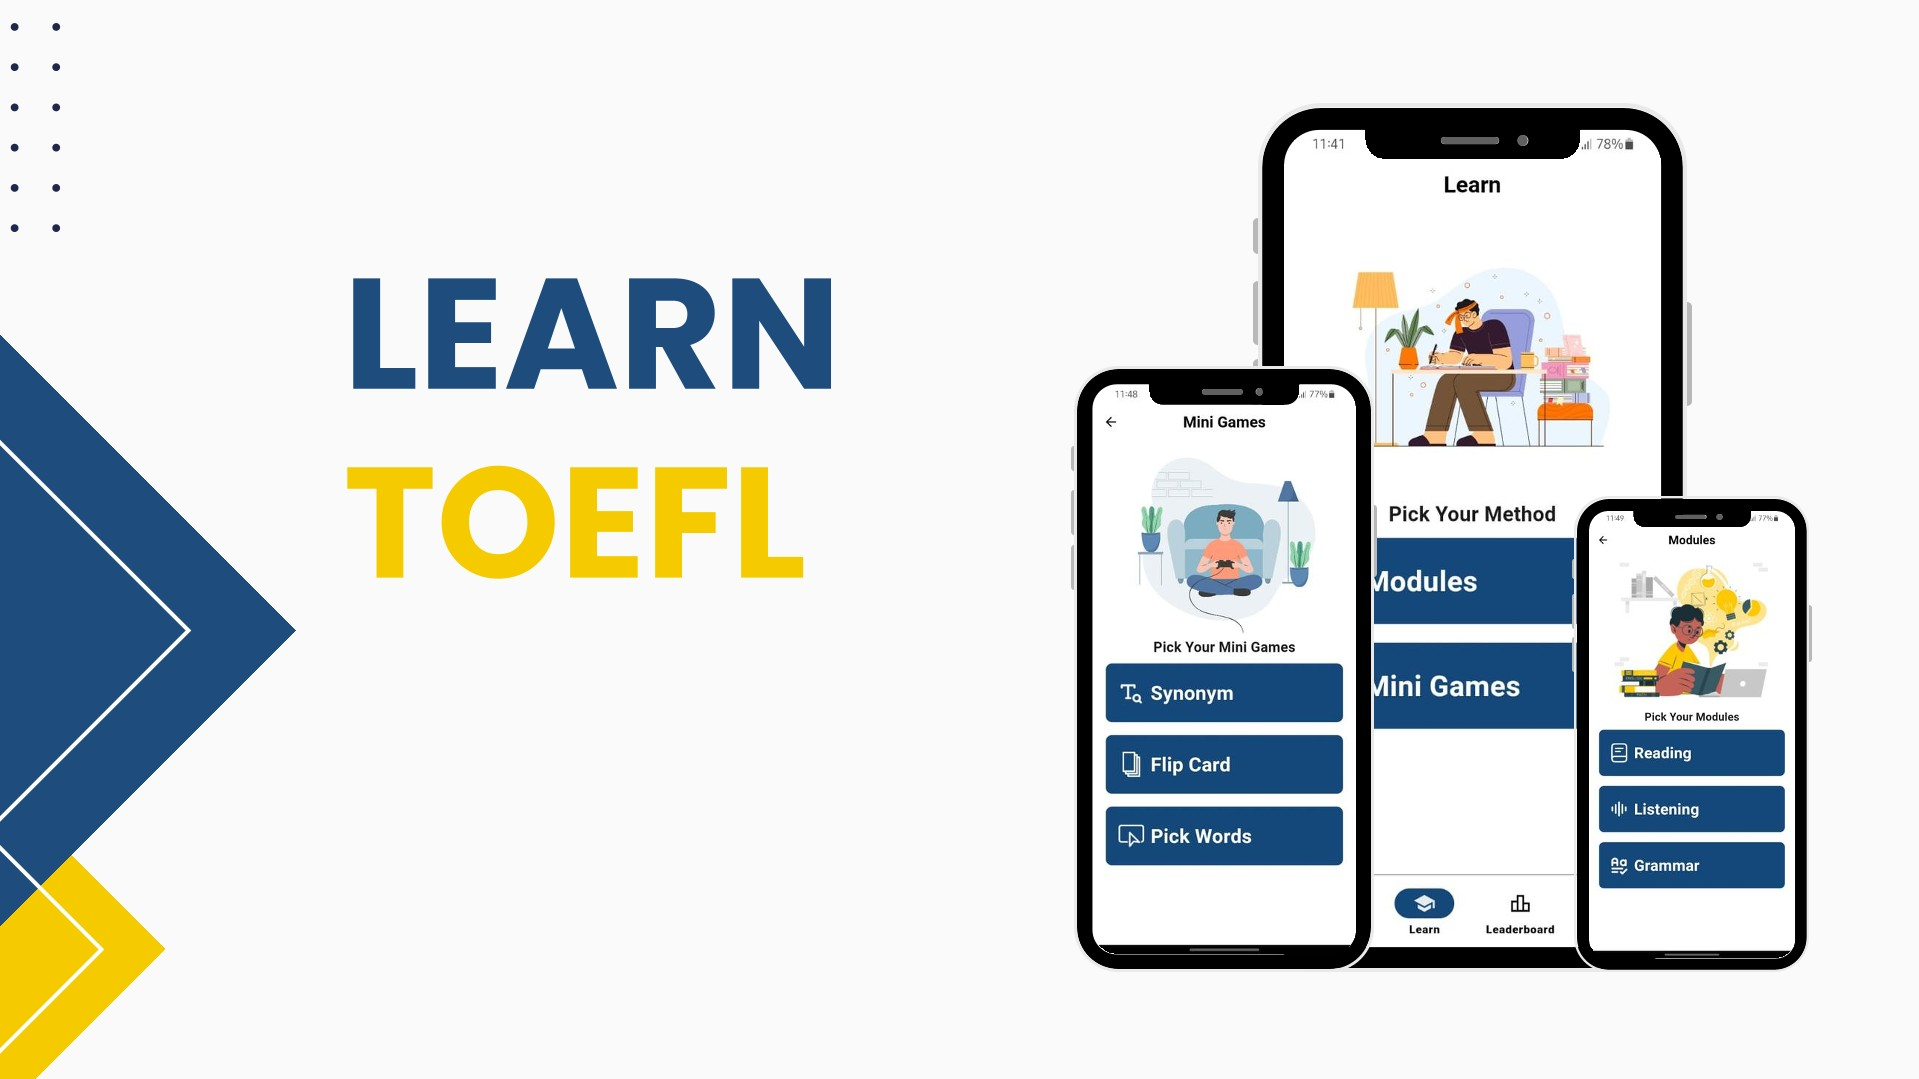 LEARN
TOEFL
11:41
78%
Learn
Pick Your Method
Modules
Mini Games
Learn
Leaderboard
11:48
77%
Mini Games
Pick Your Mini Games
Synonym
Flip Card
Pick Words
11:49
77%
Modules
Pick Your Modules
Reading
Listening
Grammar